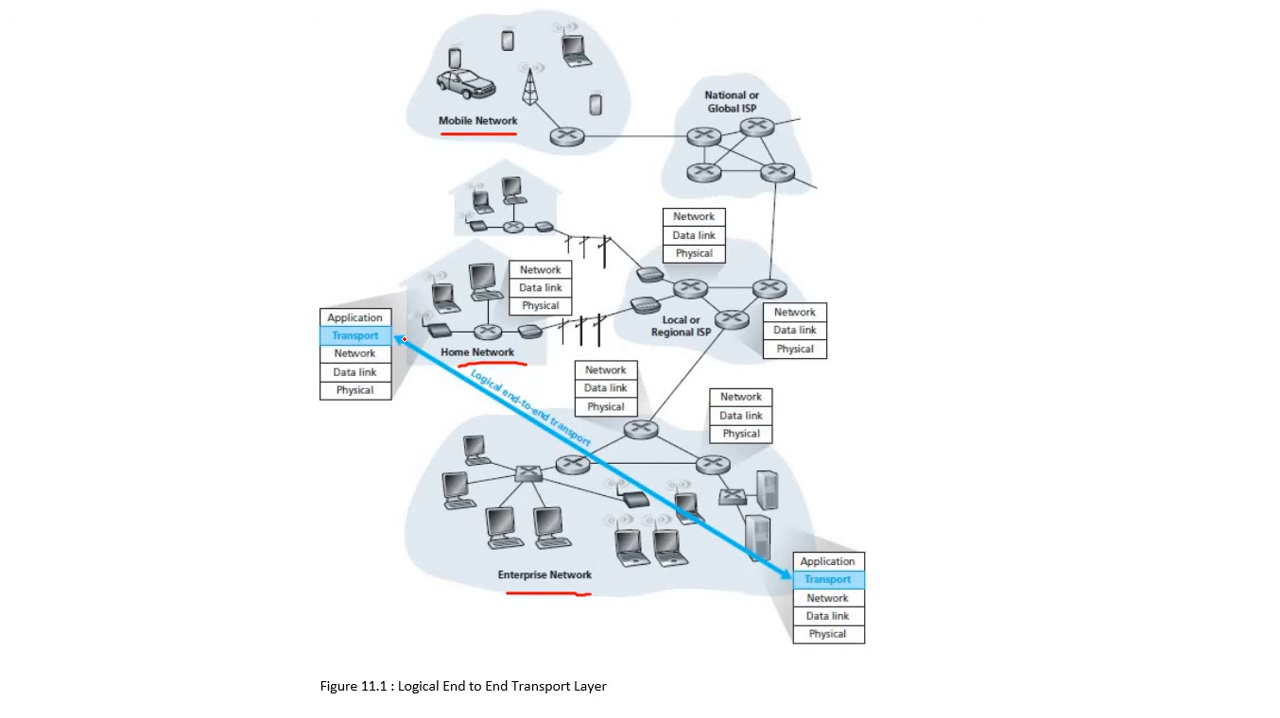 National or
Global ISP
Mobile Network
Network
Data link
Physical
Network
Data link
Physical
Application
Transport
Network
Data link
Physical
Home Network
Local or
Regional ISP
Network
Data link
Physical
Logical end-to-end transport
Network
Data link
Physical
Network
Data link
Physical
Enterprise Network
Application
Transport
Network
Data link
Physical
Figure 11.1 : Logical End to End Transport Layer